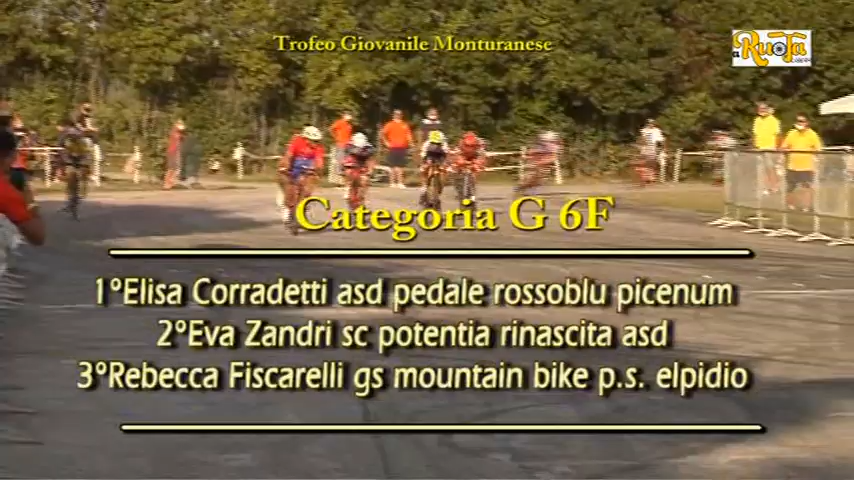 Trofeo Giovanile Monturanese
RuoTa
Categoria G 6F
1°Elisa Corradetti asd pedale rossoblu picenum
2°Eva Zandri sc potentia rinascita asd
3°Rebecca Fiscarelli gs mountain bike p.s. elpidio